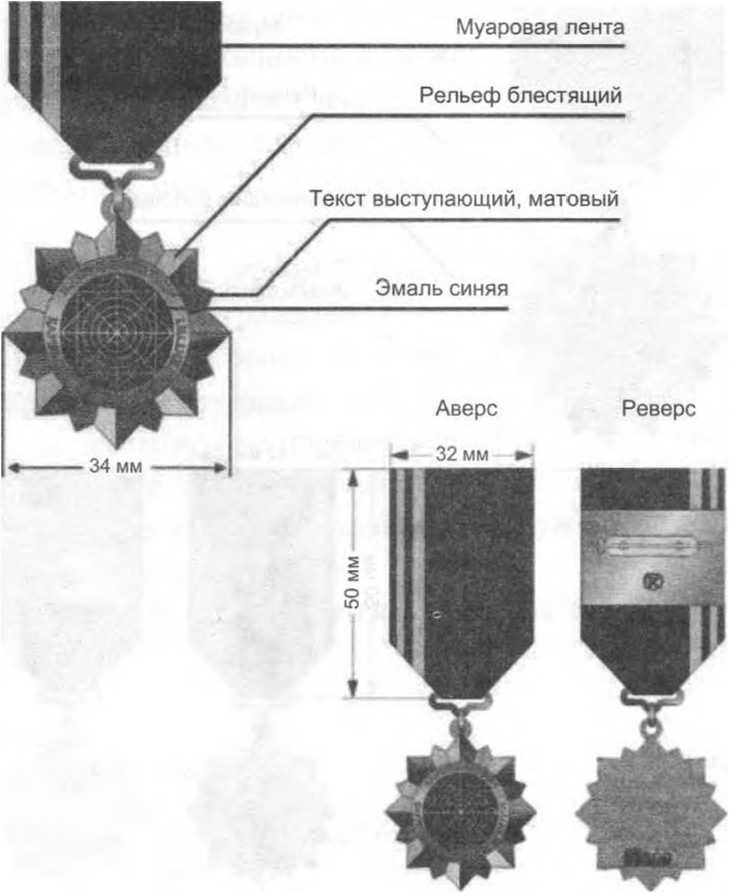 Муаровая лента
Рельеф блестящий
Текст выступающий, матовый
Эмаль синяя
Аверс
Реверс
34 мм
32 мм
50 мм